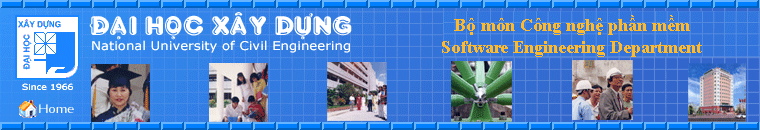 XÂY DỰNG
ĐẠI HỌC
Since 1966
Home
ĐẠI HỌC XÂY DỰNG
National University of Civil Engineering
Bộ môn Công nghệ phần mềm
Software Engineering Department